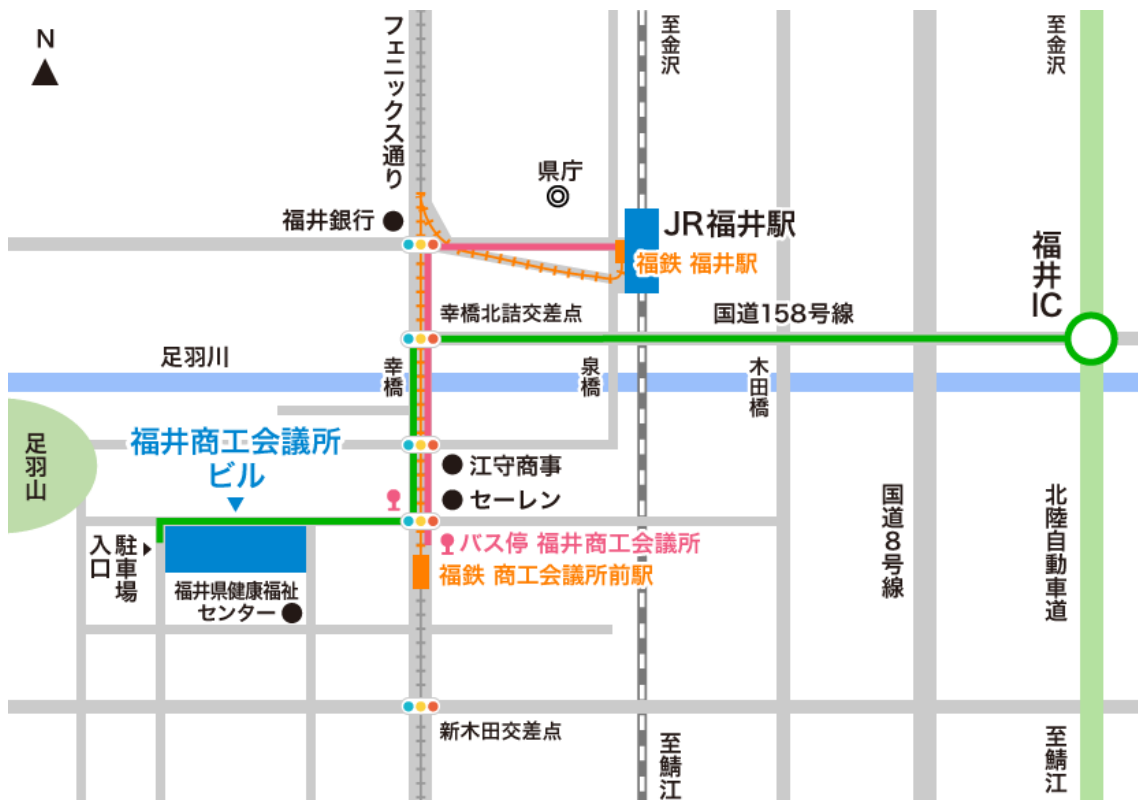 N
フェニックス通り
至金沢
至金沢
県庁
福井銀行
JR福井駅
福鉄 福井駅
福井
IC
幸橋北詰交差点
国道158号線
足羽川
幸橋
泉橋
木田橋
足羽山
福井商工会議所
ビル
江守商事
セーレン
国道8号線
北陸自動車道
バス停 福井商工会議所
福鉄 商工会議所前駅
駐車場
入口
福井県健康福祉
センター
新木田交差点
至鯖江
至鯖江